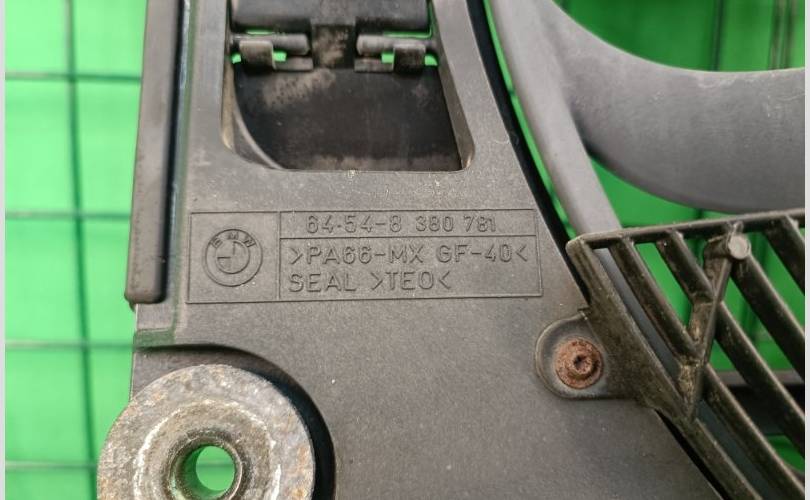 BMW
64.54-8 380 781
>PA66-MX GF-40<
SEAL >TEO<